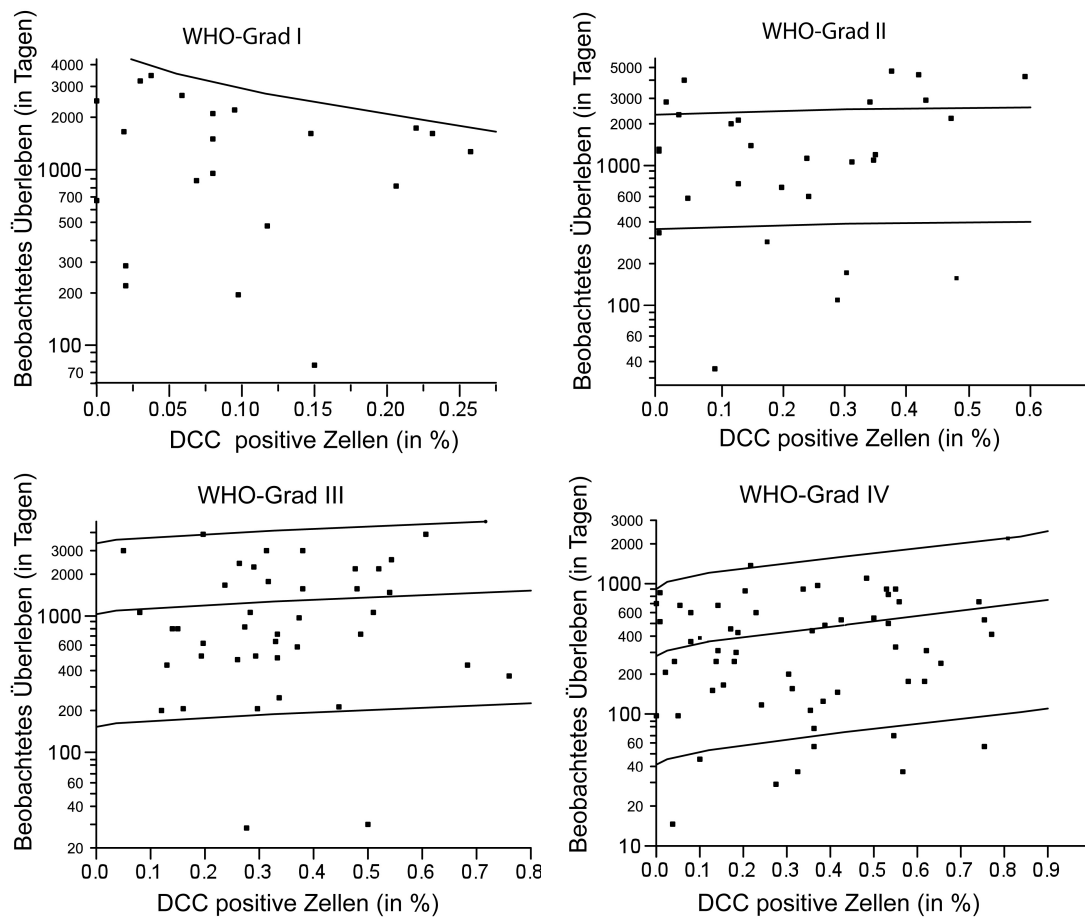 WHO-Grad I
Beobachtetes Überleben (in Tagen)
4000
3000
2000
1000
700
500
300
200
100
70
0.0 0.05 0.10 0.15 0.20 0.25
DCC positive Zellen (in %)
WHO-Grad II
Beobachtetes Überleben (in Tagen)
5000
3000
2000
1000
600
400
200
100
60
40
0.0 0.1 0.2 0.3 0.4 0.5 0.6
DCC positive Zellen (in %)
WHO-Grad III
Beobachtetes Überleben (in Tagen)
3000
2000
1000
600
400
200
100
60
40
20
0.0 0.1 0.2 0.3 0.4 0.5 0.6 0.7 0.8
DCC positive Zellen (in %)
WHO-Grad IV
Beobachtetes Überleben (in Tagen)
3000
2000
1000
600
400
200
100
60
40
20
10
0.0 0.1 0.2 0.3 0.4 0.5 0.6 0.7 0.8 0.9
DCC positive Zellen (in %)